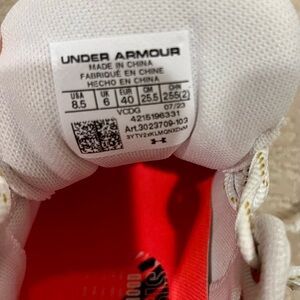 UNDER ARMOUR
MADE IN CHINA
FABRIQUÉ EN CHINE
HECHO EN CHINA
USA UK EUR CM CHN
8.5 6 40 25.5 255(2)
VCDG 07/23
4215196331
Art.3023709-103